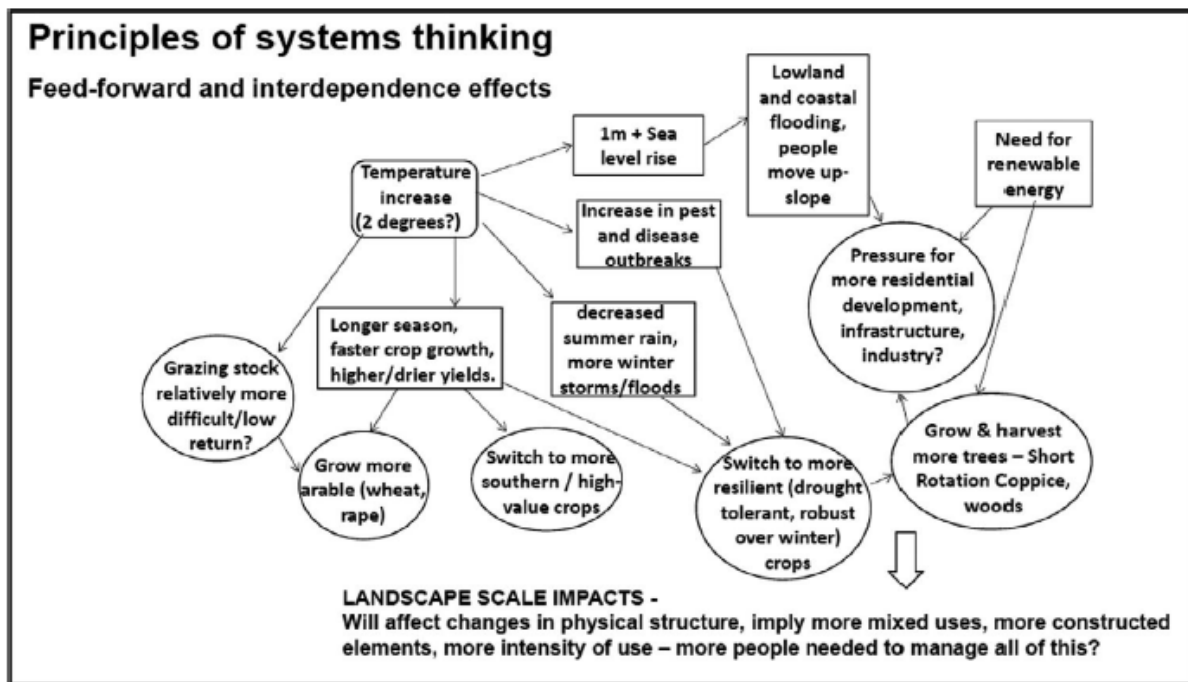 Principles of systems thinking
Feed-forward and interdependence effects
Lowland
and coastal
flooding,
people
move up-
slope
1m + Sea
level rise
Need for
renewable
energy
Temperature
increase
(2 degrees?)
Increase in pest
and disease
outbreaks
Pressure for
more residential
development,
infrastructure,
industry?
Longer season,
faster crop growth,
higher/drier yields.
decreased
summer rain,
more winter
storms/floods
Grazing stock
relatively more
difficult/low
return?
Grow more
arable (wheat,
rape)
Switch to more
southern / high-
value crops
Switch to more
resilient (drought
tolerant, robust
over winter)
crops
Grow & harvest
more trees – Short
Rotation Coppice,
woods
LANDSCAPE SCALE IMPACTS -
Will affect changes in physical structure, imply more mixed uses, more constructed
elements, more intensity of use – more people needed to manage all of this?